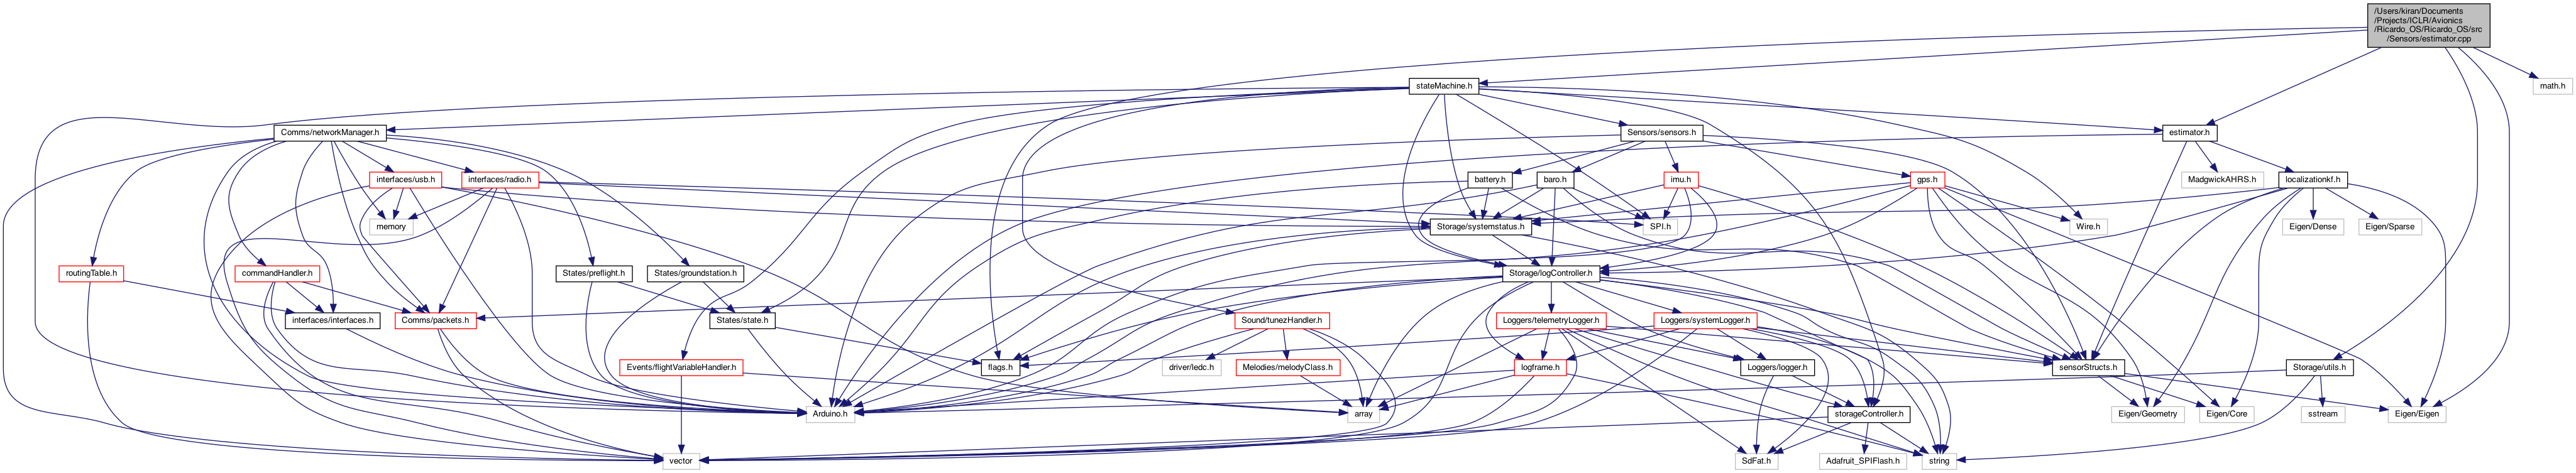 /Users/kiran/Documents
/Projects/ICLR/Avionics
/Ricardo_OS/Ricardo_OS/src
/Sensors/estimator.cpp
stateMachine.h
math.h
Comms/networkManager.h
Sensors/sensors.h
estimator.h
interfaces/usb.h
interfaces/radio.h
battery.h
baro.h
imu.h
gps.h
MadgwickAHRS.h
localizationkf.h
memory
Storage/systemstatus.h
SPI.h
Wire.h
Eigen/Dense
Eigen/Sparse
routingTable.h
commandHandler.h
States/preflight.h
States/groundstation.h
Storage/logController.h
interfaces/interfaces.h
Comms/packets.h
States/state.h
Sound/tunezHandler.h
Loggers/telemetryLogger.h
Loggers/systemLogger.h
Events/flightVariableHandler.h
flags.h
driver/ledc.h
Melodies/melodyClass.h
logframe.h
Loggers/logger.h
sensorStructs.h
Storage/utils.h
Arduino.h
array
storageController.h
Eigen/Geometry
Eigen/Core
sstream
Eigen/Eigen
vector
SdFat.h
Adafruit_SPIFlash.h
string